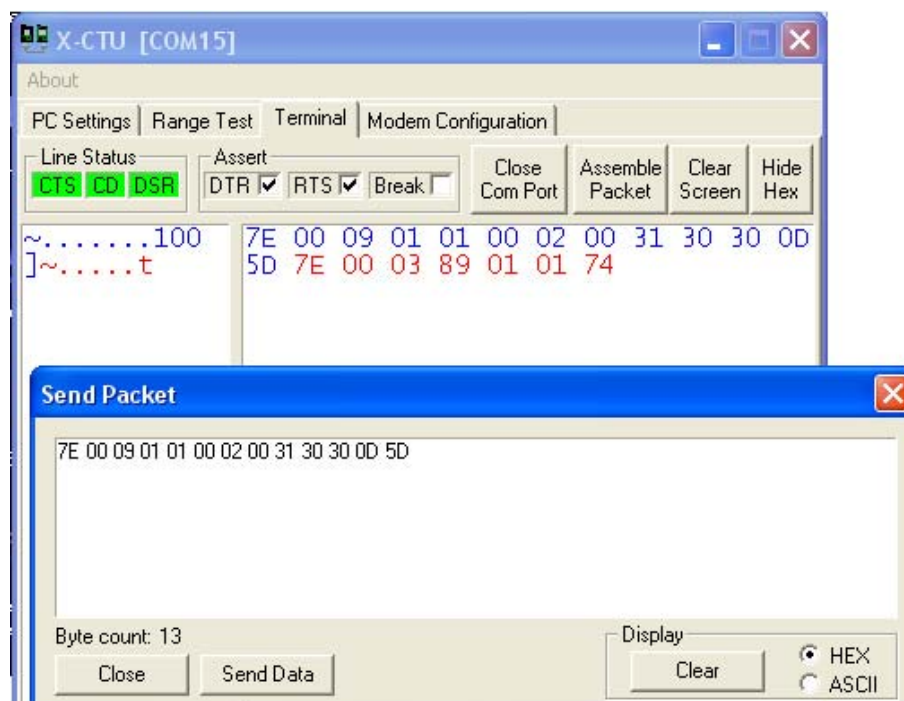 X-CTU [COM15]
About
PC Settings Range Test Terminal Modem Configuration
Line Status Assert
CTS CD DSR DTR RTS Break Close Com Port Assemble Packet Clear Screen Hide Hex
~.......100 7E 00 09 01 01 00 02 00 31 30 30 0D
]~.....t 5D 7E 00 03 89 01 01 74
Send Packet
7E 00 09 01 01 00 02 00 31 30 30 0D 5D
Byte count: 13 Display
Close Send Data Clear HEX
ASCII